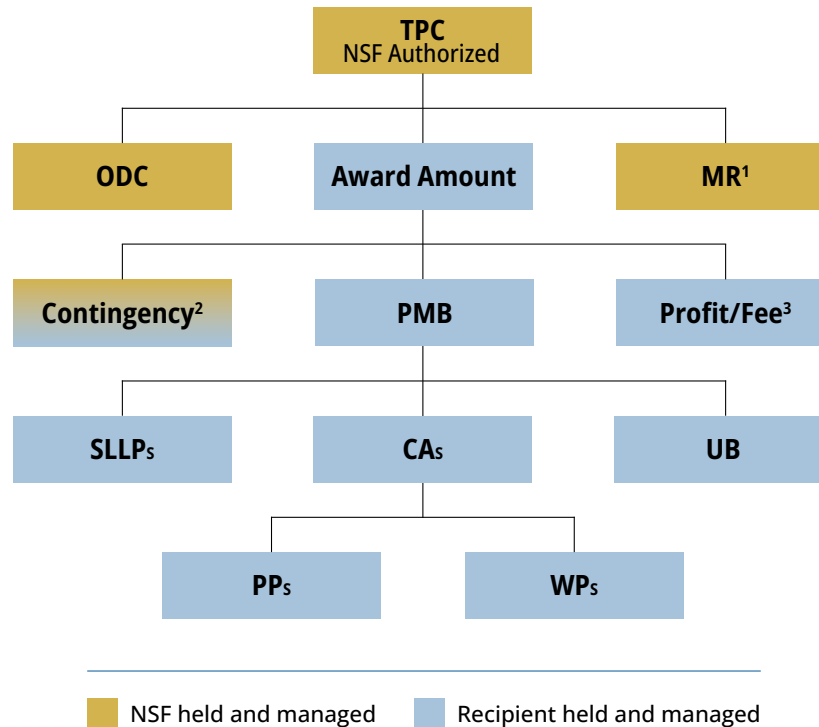 TPC
NSF Authorized
ODC
Award Amount
MR¹
Contingency²
PMB
Profit/Fee³
SLLPs
CAs
UB
PPs
WPs
NSF held and managed
Recipient held and managed